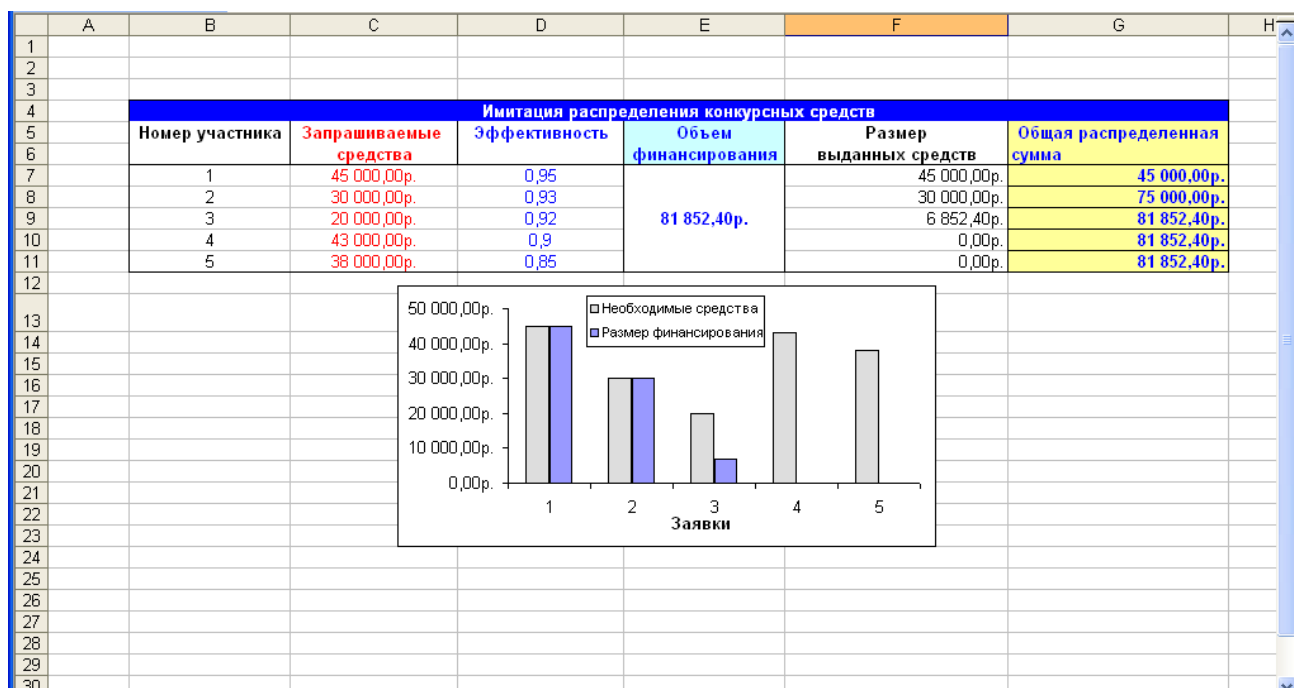 A B C D E F G H
1
2
3
4 Имитация распределения конкурсных средств
5 Номер участника Запрашиваемые Эффективность Объем Размер Общая распределенная
6 средства финансирования выданных средств сумма
7 1 45 000,00р. 0,95 45 000,00р. 45 000,00р.
8 2 30 000,00р. 0,93 30 000,00р. 75 000,00р.
9 3 20 000,00р. 0,92 81 852,40р. 6 852,40р. 81 852,40р.
10 4 43 000,00р. 0,9 0,00р. 81 852,40р.
11 5 38 000,00р. 0,85 0,00р. 81 852,40р.
12
13
14
15
16
17
18
19
20
21
22
23
24
25
26
27
28
29
30
50 000,00р.
40 000,00р.
30 000,00р.
20 000,00р.
10 000,00р.
0,00р.
Необходимые средства
Размер финансирования
1 2 3 4 5
Заявки